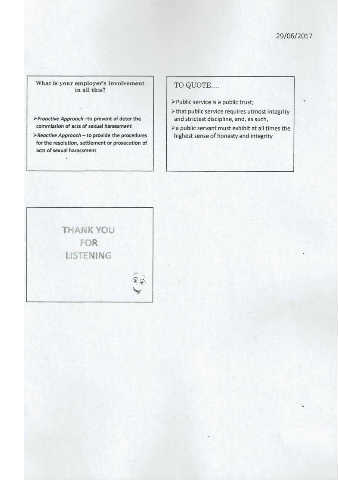 29/06/2017
What is your employer's involvement
in all this?
➢Proactive Approach –to prevent or deter the
commission of acts of sexual harassment
➢Reactive Approach – to provide the procedures
for the resolution, settlement or prosecution of
acts of sexual harassment
TO QUOTE....
➢Public service is a public trust;
➢that public service requires utmost integrity
and strictest discipline, and, as such,
➢a public servant must exhibit at all times the
highest sense of honesty and integrity
THANK YOU
FOR
LISTENING